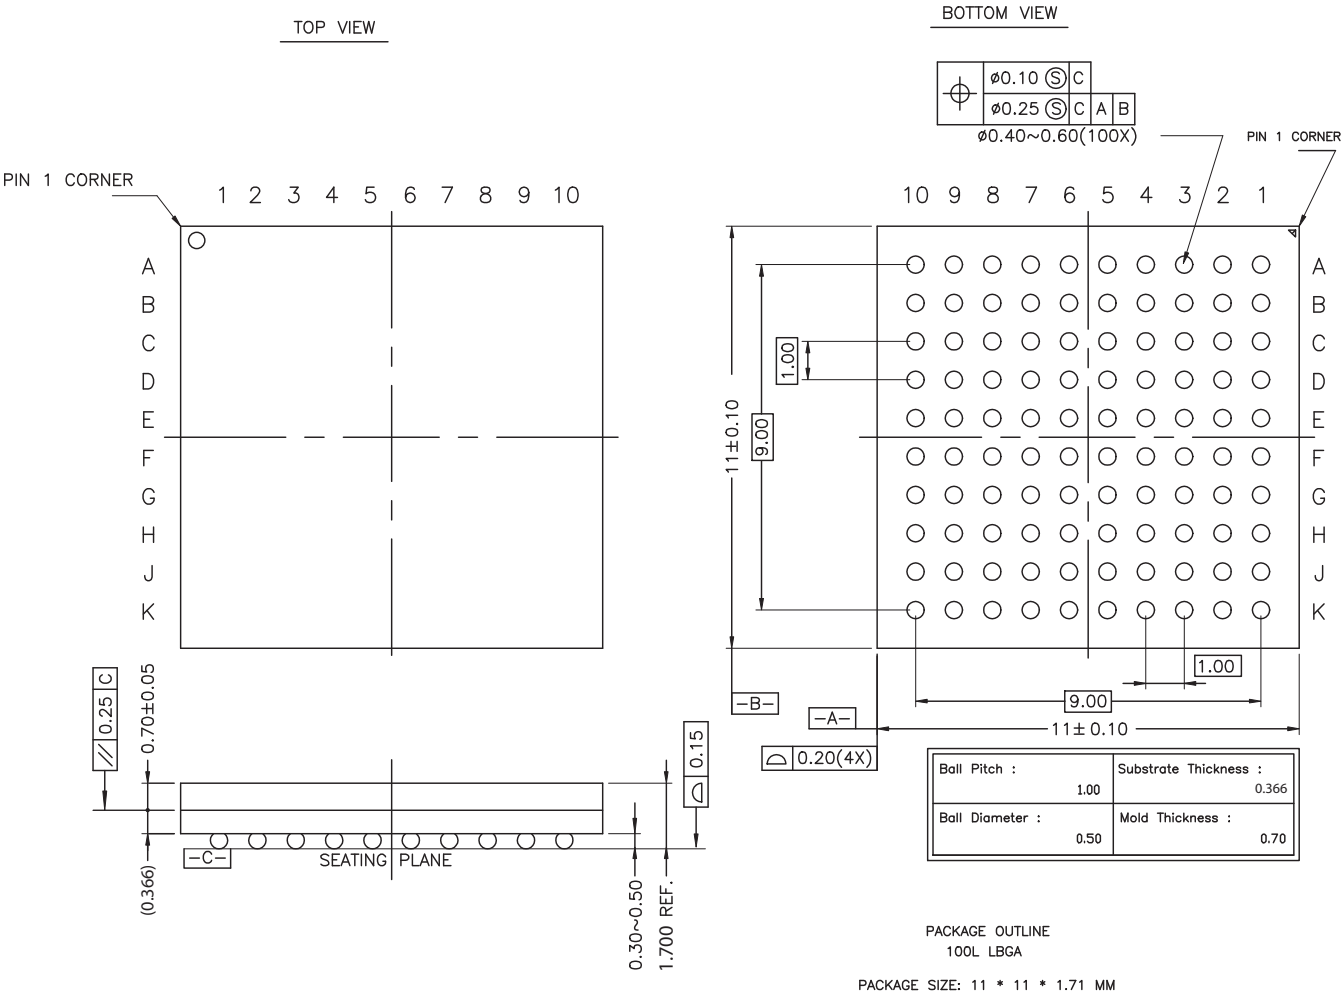 TOP VIEW
BOTTOM VIEW
⌀0.10 Ⓢ C
⌀0.25 Ⓢ C A B
⌀0.40~0.60(100X)
PIN 1 CORNER
PIN 1 CORNER
1 2 3 4 5 6 7 8 9 10
10 9 8 7 6 5 4 3 2 1
A
B
C
D
E
F
G
H
J
K
A
B
C
D
E
F
G
H
J
K
1.00
9.00
11±0.10
1.00
9.00
11±0.10
-B-
-A-
0.20(4X)
// 0.25 C
0.70±0.05
(0.366)
-C-
SEATING PLANE
0.15
0.30~0.50
1.700 REF.
Ball Pitch : 1.00
Substrate Thickness : 0.366
Ball Diameter : 0.50
Mold Thickness : 0.70
PACKAGE OUTLINE
100L LBGA
PACKAGE SIZE: 11 * 11 * 1.71 MM